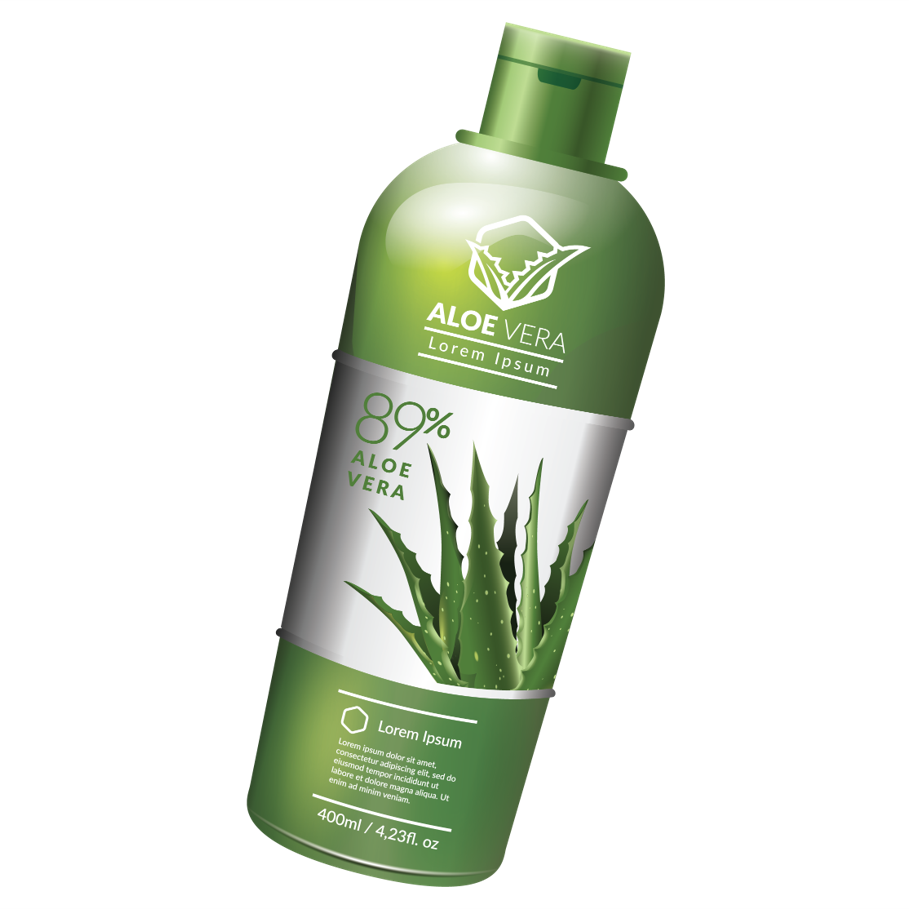 ALOE VERA
Lorem Ipsum
89%
ALOE
VERA
Lorem Ipsum
Lorem ipsum dolor sit amet,
consectetur adipiscing elit, sed do
eiusmod tempor incididunt ut
labore et dolore magna aliqua. Ut
enim ad minim veniam.
400ml / 4,23fl. oz